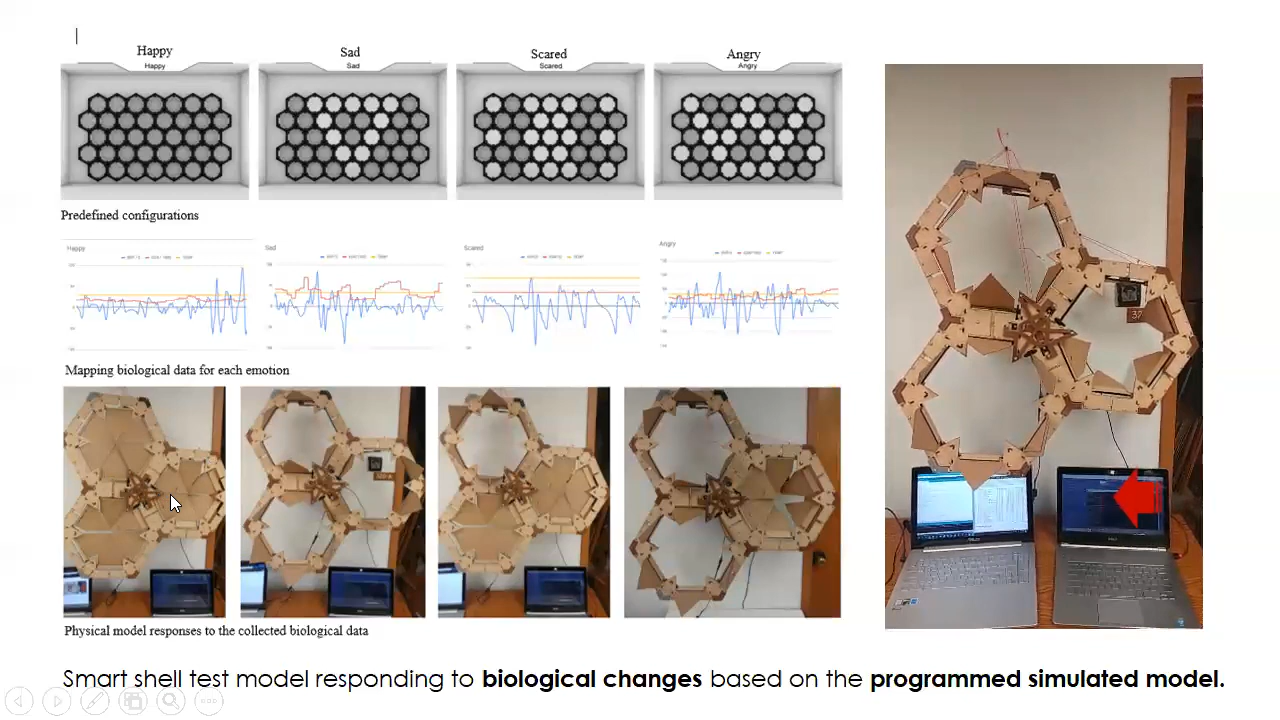 Happy
Sad
Scared
Angry
Happy
Sad
Scared
Angry
Predefined configurations
Happy
Sad
Scared
Angry
Mapping biological data for each emotion
Physical model responses to the collected biological data
Smart shell test model responding to biological changes based on the programmed simulated model.